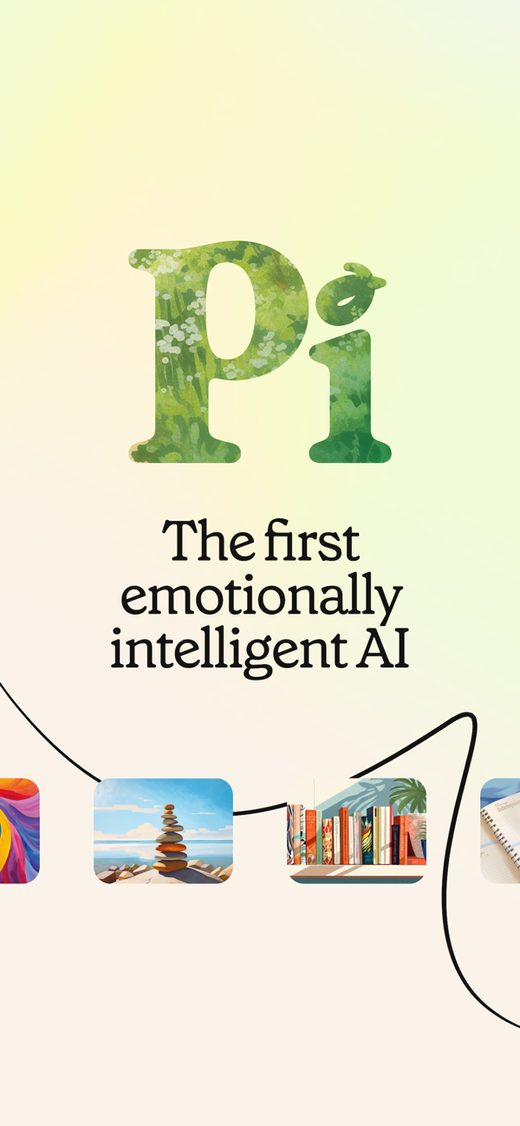 Pi
The first
emotionally
intelligent AI